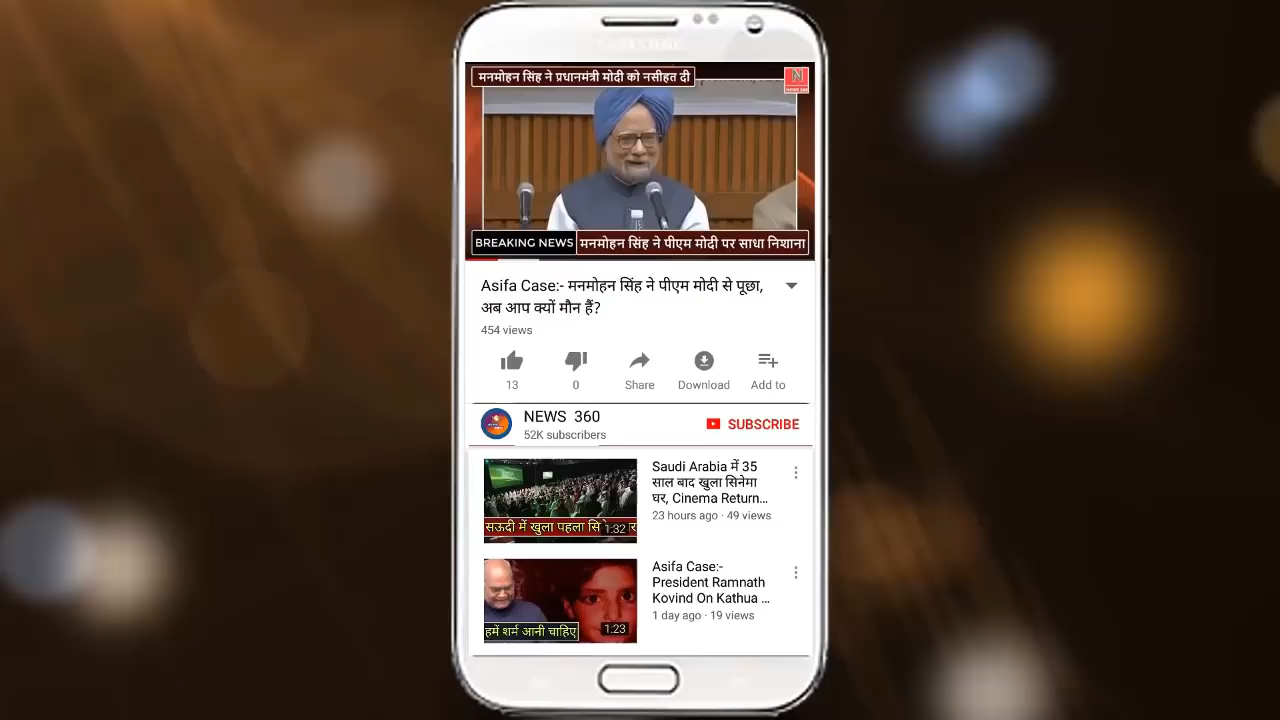 मनमोहन सिंह ने प्रधानमंत्री मोदी को नसीहत दी
N
NEWS 360
BREAKING NEWS मनमोहन सिंह ने पीएम मोदी पर साधा निशाना
Asifa Case:- मनमोहन सिंह ने पीएम मोदी से पूछा,
अब आप क्यों मौन हैं?
454 views
13 0 Share Download Add to
NEWS 360
52K subscribers
SUBSCRIBE
Saudi Arabia में 35
साल बाद खुला सिनेमा
घर, Cinema Return...
23 hours ago · 49 views
सऊदी में खुला पहला
1:32
Asifa Case:-
President Ramnath
Kovind On Kathua ...
1 day ago · 19 views
हमें शर्म आनी चाहिए
1:23